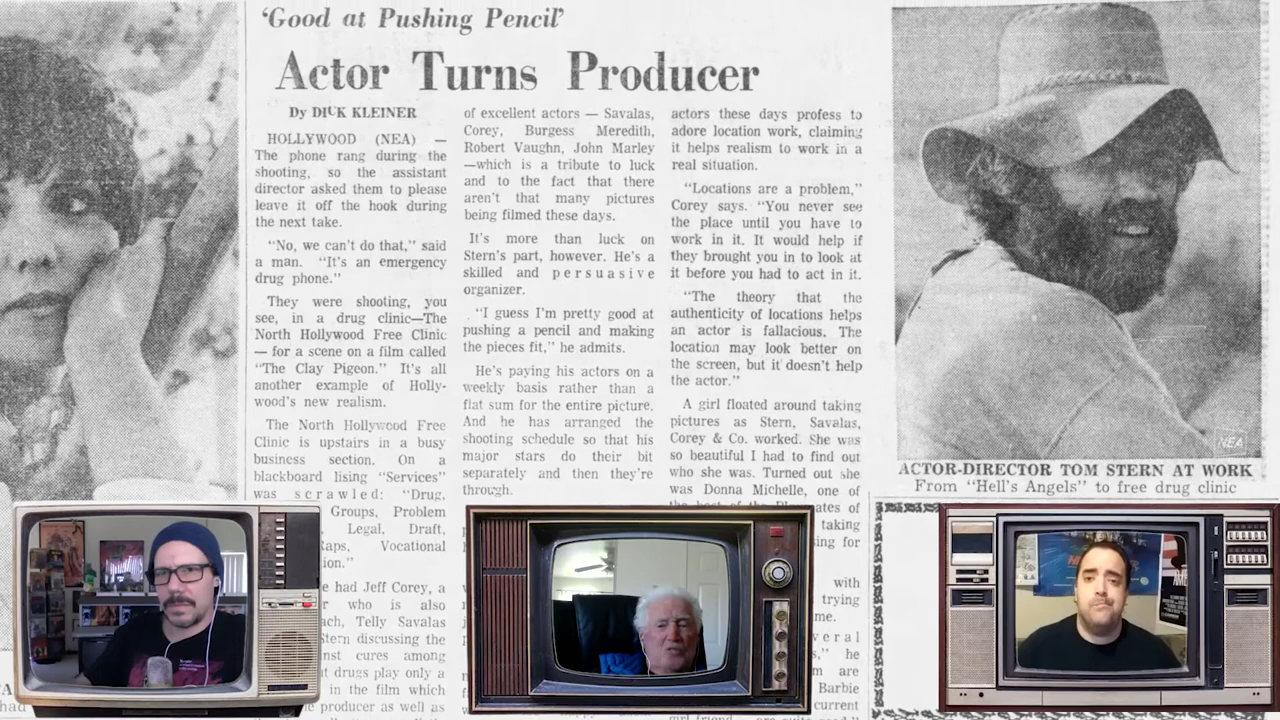 'Good at Pushing Pencil'
Actor Turns Producer
By DICK KLEINER
HOLLYWOOD (NEA) —
The phone rang during the
shooting, so the assistant
director asked them to please
leave it off the hook during
the next take.
"No, we can't do that," said
a man. "It's an emergency
drug phone."
They were shooting, you
see, in a drug clinic—The
North Hollywood Free Clinic
— for a scene on a film called
"The Clay Pigeon." It's all
another example of Holly-
wood's new realism.
The North Hollywood Free
Clinic is upstairs in a busy
business section. On a
blackboard lising "Services"
was scrawled: "Drug,
Groups, Problem
Legal, Draft,
Raps, Vocational
had Jeff Corey, a
who is also
Telly Savalas
Stern discussing the
cures among
drugs play only a
in the film which
producer as well as
of excellent actors — Savalas,
Corey, Burgess Meredith,
Robert Vaughn, John Marley
—which is a tribute to luck
and to the fact that there
aren't that many pictures
being filmed these days.
It's more than luck on
Stern's part, however. He's a
skilled and persuasive
organizer.
"I guess I'm pretty good at
pushing a pencil and making
the pieces fit," he admits.
He's paying his actors on a
weekly basis rather than a
flat sum for the entire picture.
And he has arranged the
shooting schedule so that his
major stars do their bit
separately and then they're
through.
actors these days profess to
adore location work, claiming
it helps realism to work in a
real situation.
"Locations are a problem,"
Corey says. "You never see
the place until you have to
work in it. It would help if
they brought you in to look at
it before you had to act in it.
"The theory that the
authenticity of locations helps
an actor is fallacious. The
location may look better on
the screen, but it doesn't help
the actor."
A girl floated around taking
pictures as Stern, Savalas,
Corey & Co. worked. She was
so beautiful I had to find out
who she was. Turned out she
was Donna Michelle, one of
taking
for
with
trying
me.
he
are
Barbie
current
NEA
ACTOR-DIRECTOR TOM STERN AT WORK
From "Hell's Angels" to free drug clinic